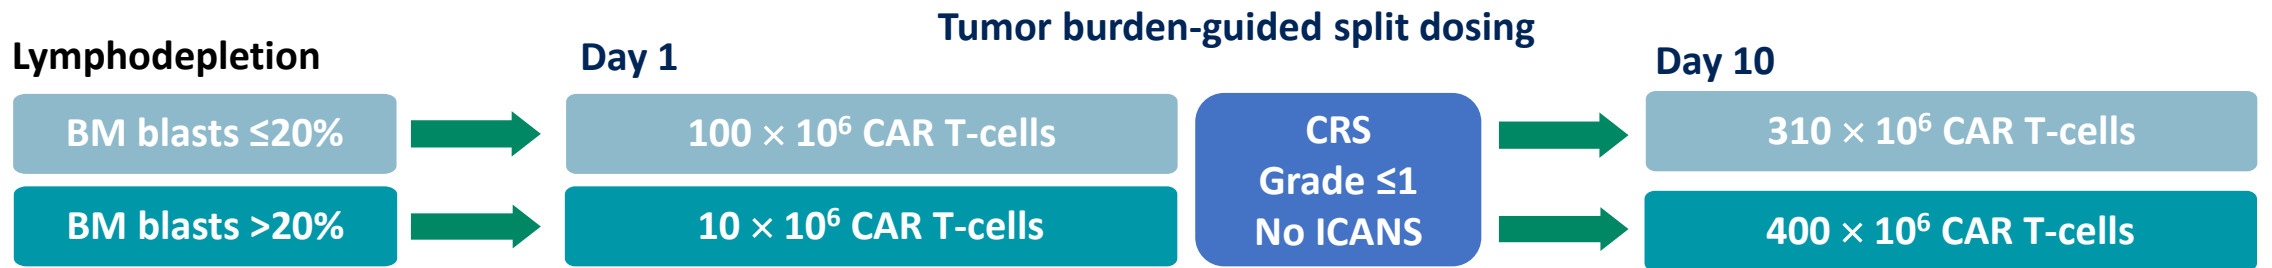 Tumor burden-guided split dosing
Lymphodepletion
Day 1
Day 10
BM blasts ≤20%
100 × 10⁶ CAR T-cells
CRS
Grade ≤1
No ICANS
310 × 10⁶ CAR T-cells
BM blasts >20%
10 × 10⁶ CAR T-cells
400 × 10⁶ CAR T-cells